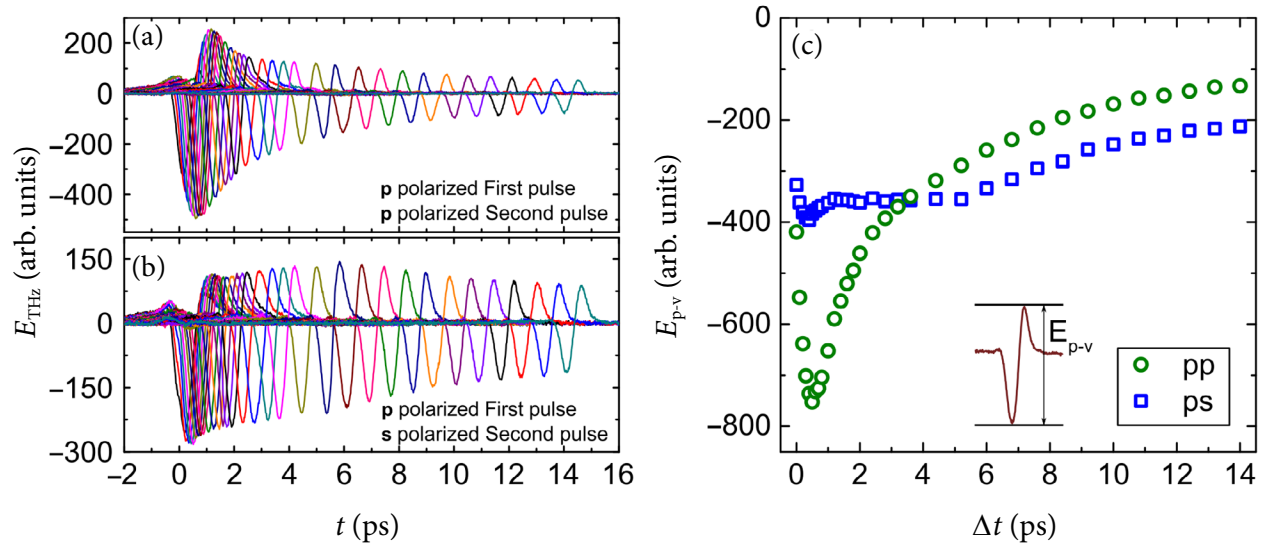 (a)
200
0
−200
−400
p polarized First pulse
p polarized Second pulse
(b)
150
0
−150
−300
p polarized First pulse
s polarized Second pulse
−2 0 2 4 6 8 10 12 14 16
t (ps)
E_THz (arb. units)
(c)
0
−200
−400
−600
−800
E_p-v (arb. units)
E_p-v
pp
ps
0 2 4 6 8 10 12 14
Δt (ps)